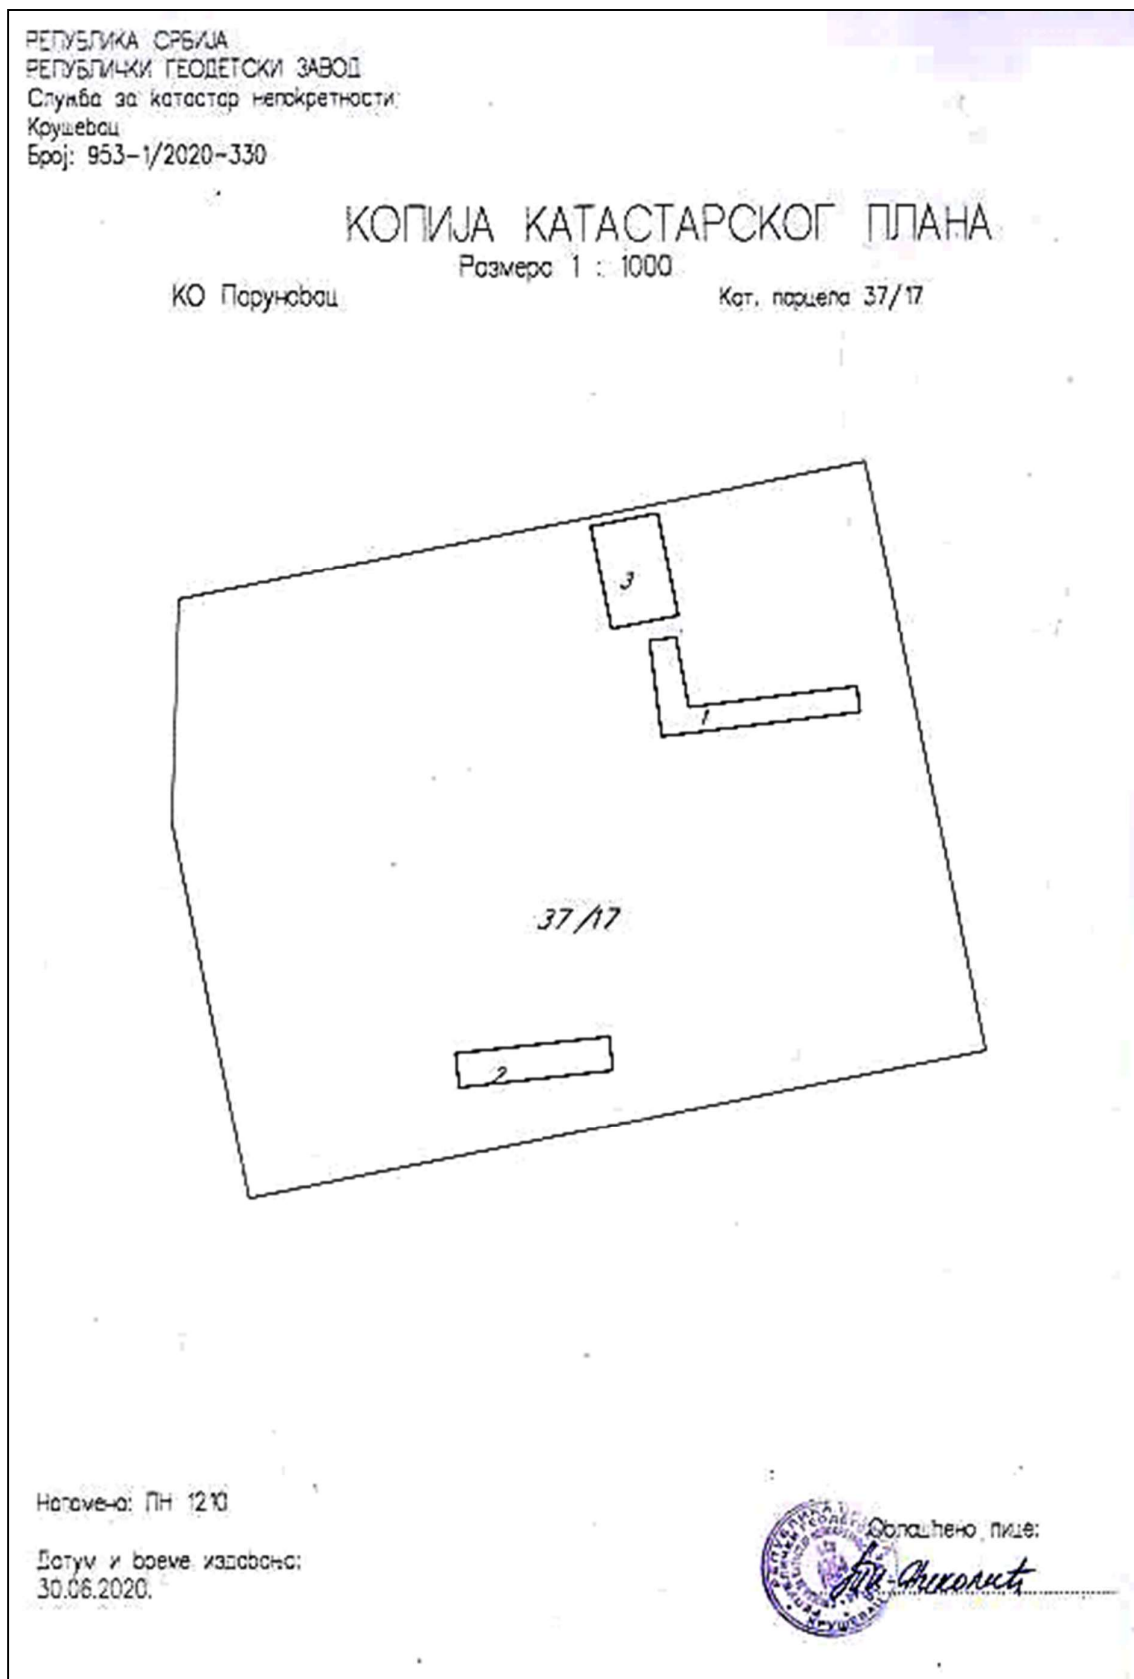 РЕПУБЛИКА СРБИЈА
РЕПУБЛИЧКИ ГЕОДЕТСКИ ЗАВОД
Служба за катастар непокретности
Крушевац
Број: 953-1/2020-330
КОПИЈА КАТАСТАРСКОГ ПЛАНА
Размера 1 : 1000
КО Паруновац
Кат. парцела 37/17
3
1
37/17
2
Напомена: ПН 1210
Датум и време издавања:
30.06.2020.
Овлашћено лице:
Николић
КРУШЕВАЦ